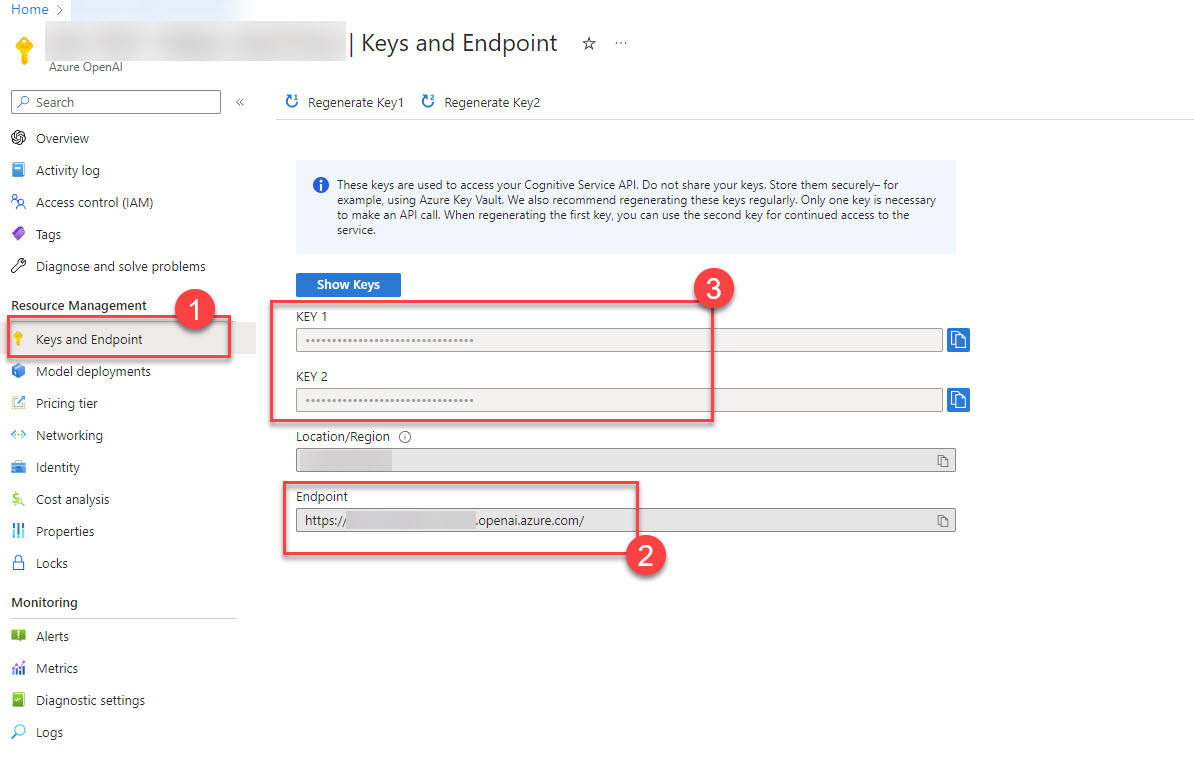 Home >
| Keys and Endpoint ☆ ...
Azure OpenAI
Search «
Regenerate Key1 Regenerate Key2
Overview
Activity log
Access control (IAM)
Tags
Diagnose and solve problems
Resource Management
1
Keys and Endpoint
Model deployments
Pricing tier
Networking
Identity
Cost analysis
Properties
Locks
Monitoring
Alerts
Metrics
Diagnostic settings
Logs
These keys are used to access your Cognitive Service API. Do not share your keys. Store them securely– for
example, using Azure Key Vault. We also recommend regenerating these keys regularly. Only one key is necessary
to make an API call. When regenerating the first key, you can use the second key for continued access to the
service.
Show Keys
3
KEY 1
································
KEY 2
································
Location/Region
Endpoint
https:// .openai.azure.com/
2